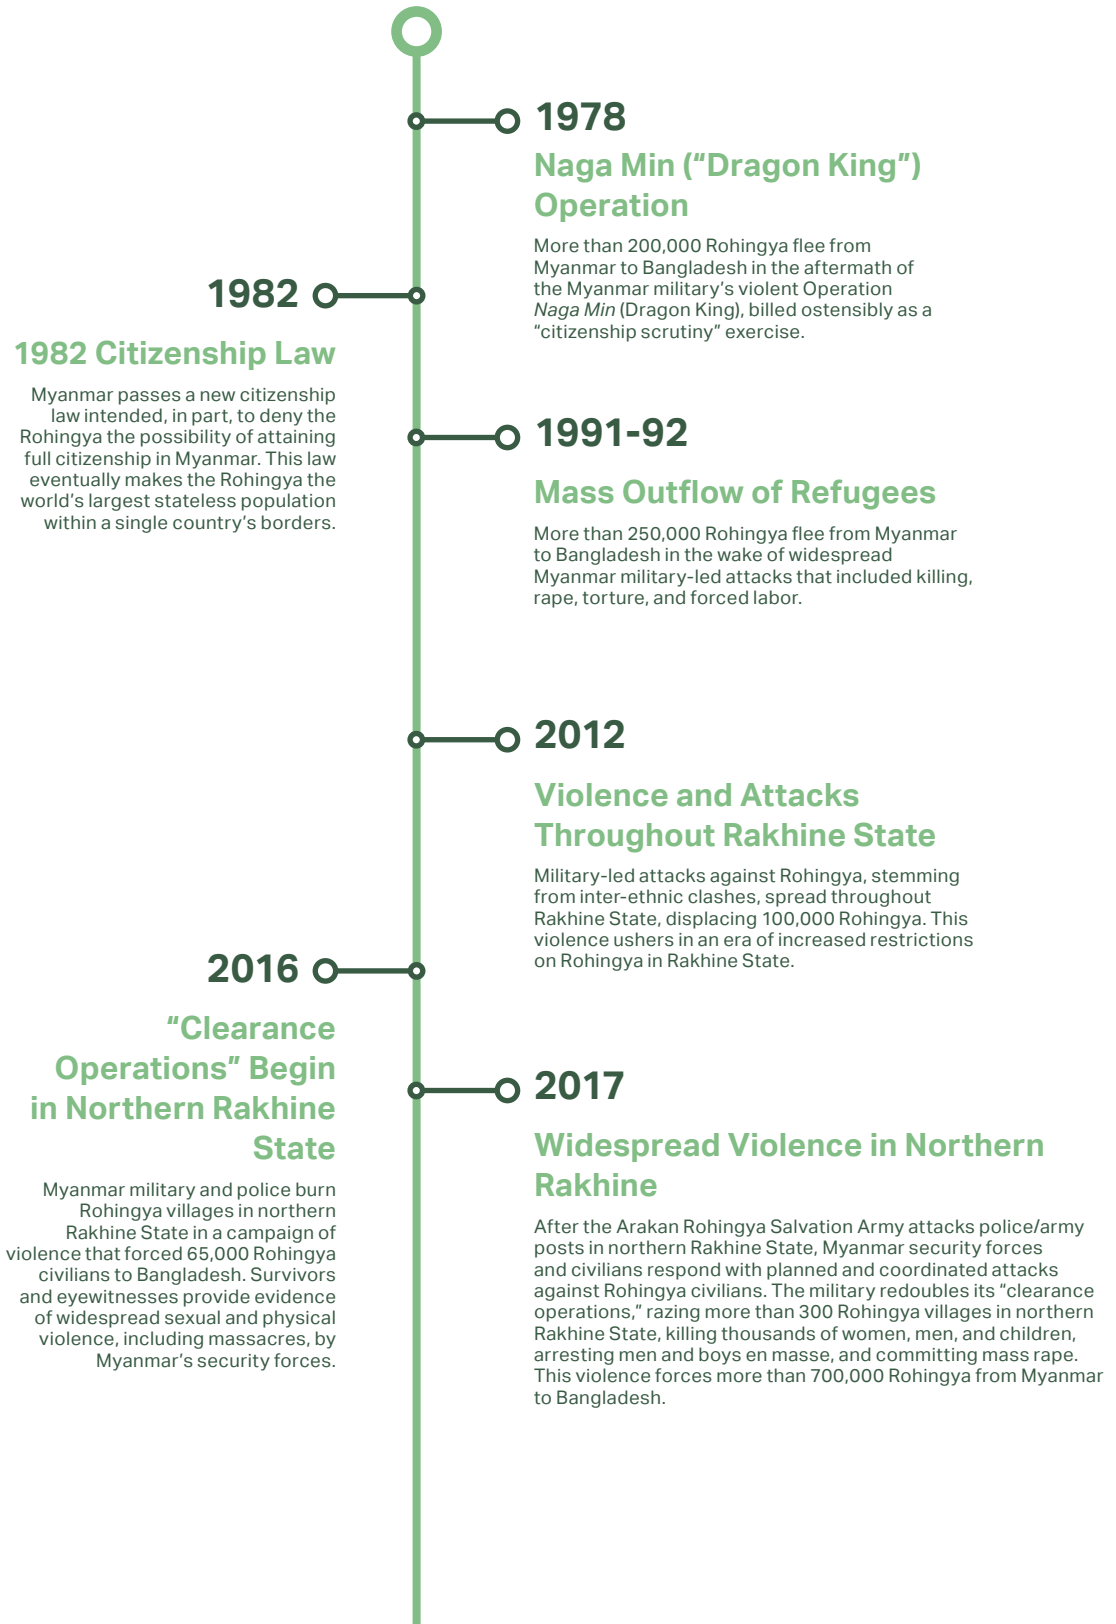 1978
Naga Min (“Dragon King”)
Operation
More than 200,000 Rohingya flee from
Myanmar to Bangladesh in the aftermath of
the Myanmar military’s violent Operation
Naga Min (Dragon King), billed ostensibly as a
“citizenship scrutiny” exercise.
1982
1982 Citizenship Law
Myanmar passes a new citizenship
law intended, in part, to deny the
Rohingya the possibility of attaining
full citizenship in Myanmar. This law
eventually makes the Rohingya the
world’s largest stateless population
within a single country’s borders.
1991-92
Mass Outflow of Refugees
More than 250,000 Rohingya flee from Myanmar
to Bangladesh in the wake of widespread
Myanmar military-led attacks that included killing,
rape, torture, and forced labor.
2012
Violence and Attacks
Throughout Rakhine State
Military-led attacks against Rohingya, stemming
from inter-ethnic clashes, spread throughout
Rakhine State, displacing 100,000 Rohingya. This
violence ushers in an era of increased restrictions
on Rohingya in Rakhine State.
2016
“Clearance
Operations” Begin
in Northern Rakhine
State
Myanmar military and police burn
Rohingya villages in northern
Rakhine State in a campaign of
violence that forced 65,000 Rohingya
civilians to Bangladesh. Survivors
and eyewitnesses provide evidence
of widespread sexual and physical
violence, including massacres, by
Myanmar’s security forces.
2017
Widespread Violence in Northern
Rakhine
After the Arakan Rohingya Salvation Army attacks police/army
posts in northern Rakhine State, Myanmar security forces
and civilians respond with planned and coordinated attacks
against Rohingya civilians. The military redoubles its “clearance
operations,” razing more than 300 Rohingya villages in northern
Rakhine State, killing thousands of women, men, and children,
arresting men and boys en masse, and committing mass rape.
This violence forces more than 700,000 Rohingya from Myanmar
to Bangladesh.